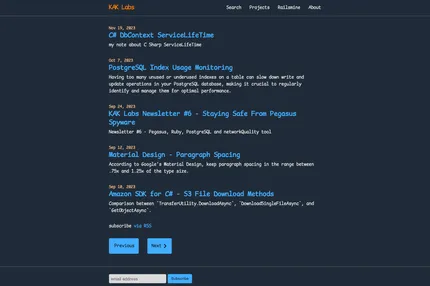 KAK Labs
Search Projects Railsmine About
Nov 19, 2023
C# DbContext ServiceLifeTime
my note about C Sharp ServiceLifeTime
Oct 7, 2023
PostgreSQL Index Usage Monitoring
Having too many unused or underused indexes on a table can slow down write and
update operations in your PostgreSQL database, making it crucial to regularly
identify and manage them for optimal performance.
Sep 24, 2023
KAK Labs Newsletter #6 - Staying Safe From Pegasus
Spyware
Newsletter #6 - Pegasus, Ruby, PostgreSQL and networkQuality tool
Sep 12, 2023
Material Design - Paragraph Spacing
According to Google's Material Design, keep paragraph spacing in the range between
.75x and 1.25x of the type size.
Sep 10, 2023
Amazon SDK for C# - S3 File Download Methods
Comparison between `TransferUtility.DownloadAsync`, `DownloadSingleFileAsync`, and
`GetObjectAsync`.
subscribe via RSS
Previous Next
email address Subscribe